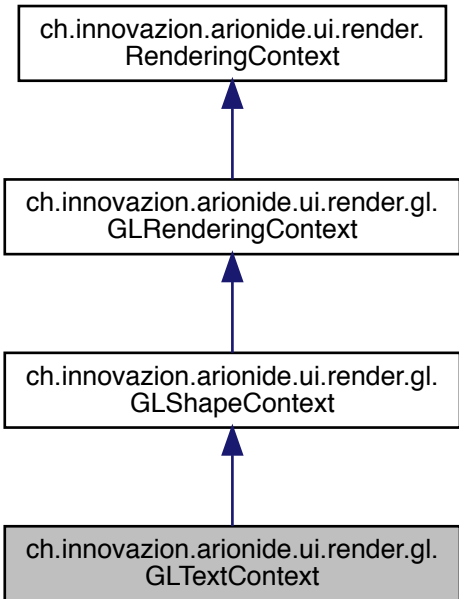 ch.innovazion.arionide.ui.render.
RenderingContext
ch.innovazion.arionide.ui.render.gl.
GLRenderingContext
ch.innovazion.arionide.ui.render.gl.
GLShapeContext
ch.innovazion.arionide.ui.render.gl.
GLTextContext